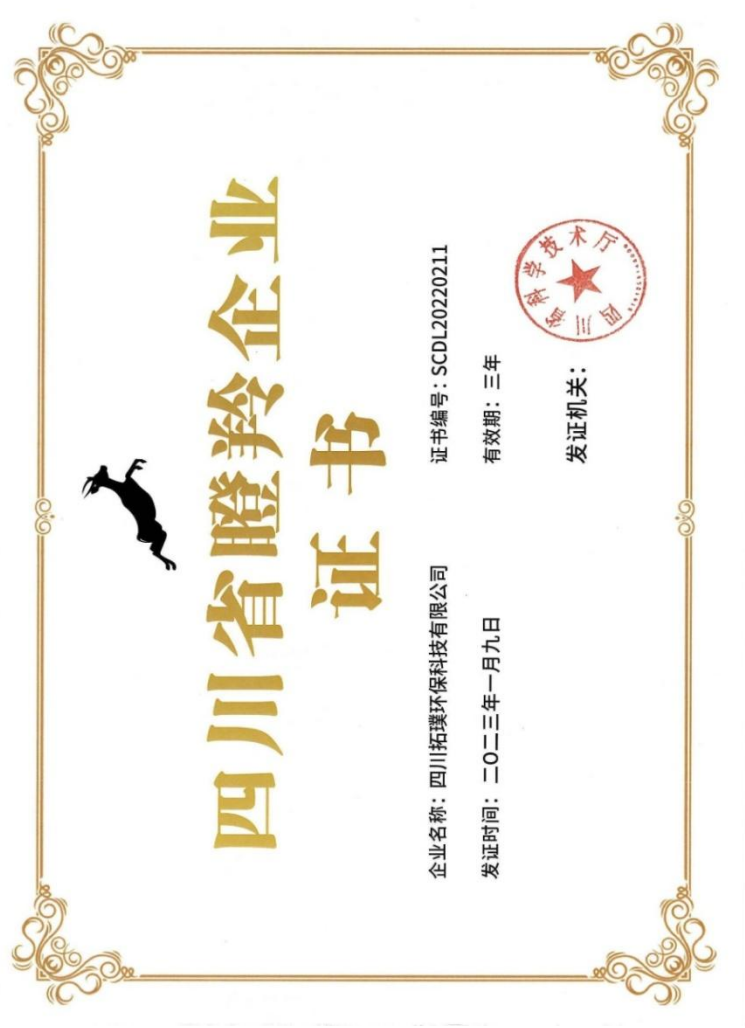 四川省瞪羚企业
证书
企业名称：四川拓璞环保科技有限公司
证书编号：SCDL20220211
发证时间：二〇二三年一月九日
有效期：三年
发证机关：
四川省科学技术厅